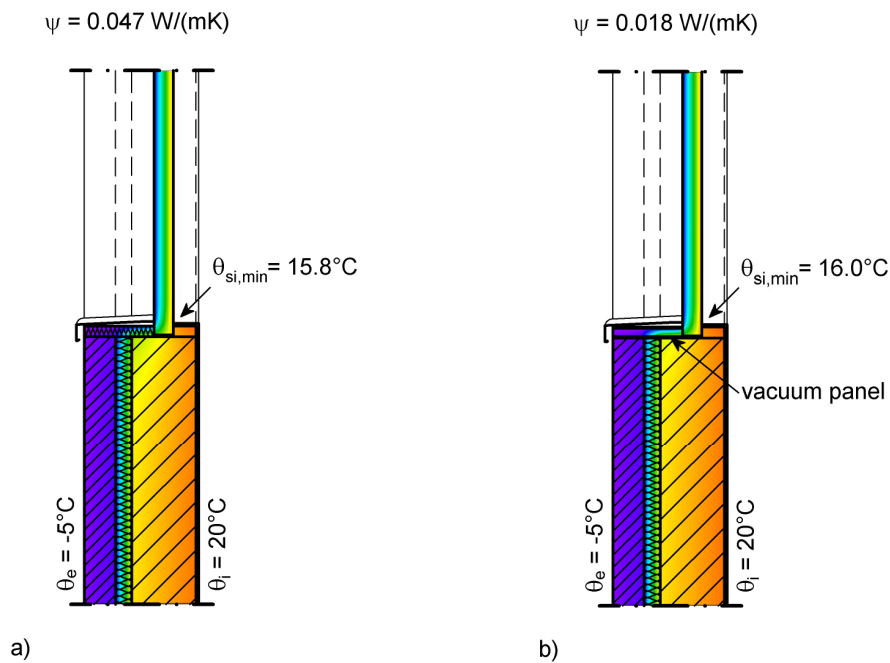 ψ = 0.047 W/(mK)
θsi,min = 15.8°C
θe = -5°C
θi = 20°C
a)
ψ = 0.018 W/(mK)
θsi,min = 16.0°C
vacuum panel
θe = -5°C
θi = 20°C
b)